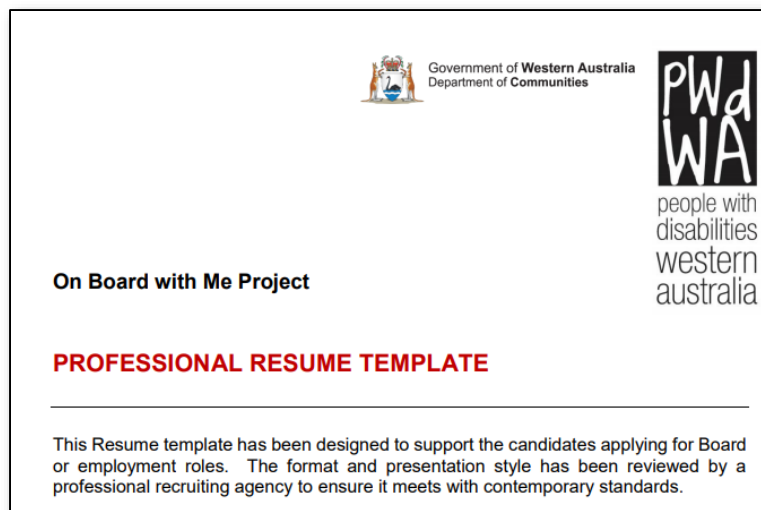 Government of Western Australia
Department of Communities
PWd
WA
people with
disabilities
western
australia
On Board with Me Project
PROFESSIONAL RESUME TEMPLATE
This Resume template has been designed to support the candidates applying for Board
or employment roles. The format and presentation style has been reviewed by a
professional recruiting agency to ensure it meets with contemporary standards.